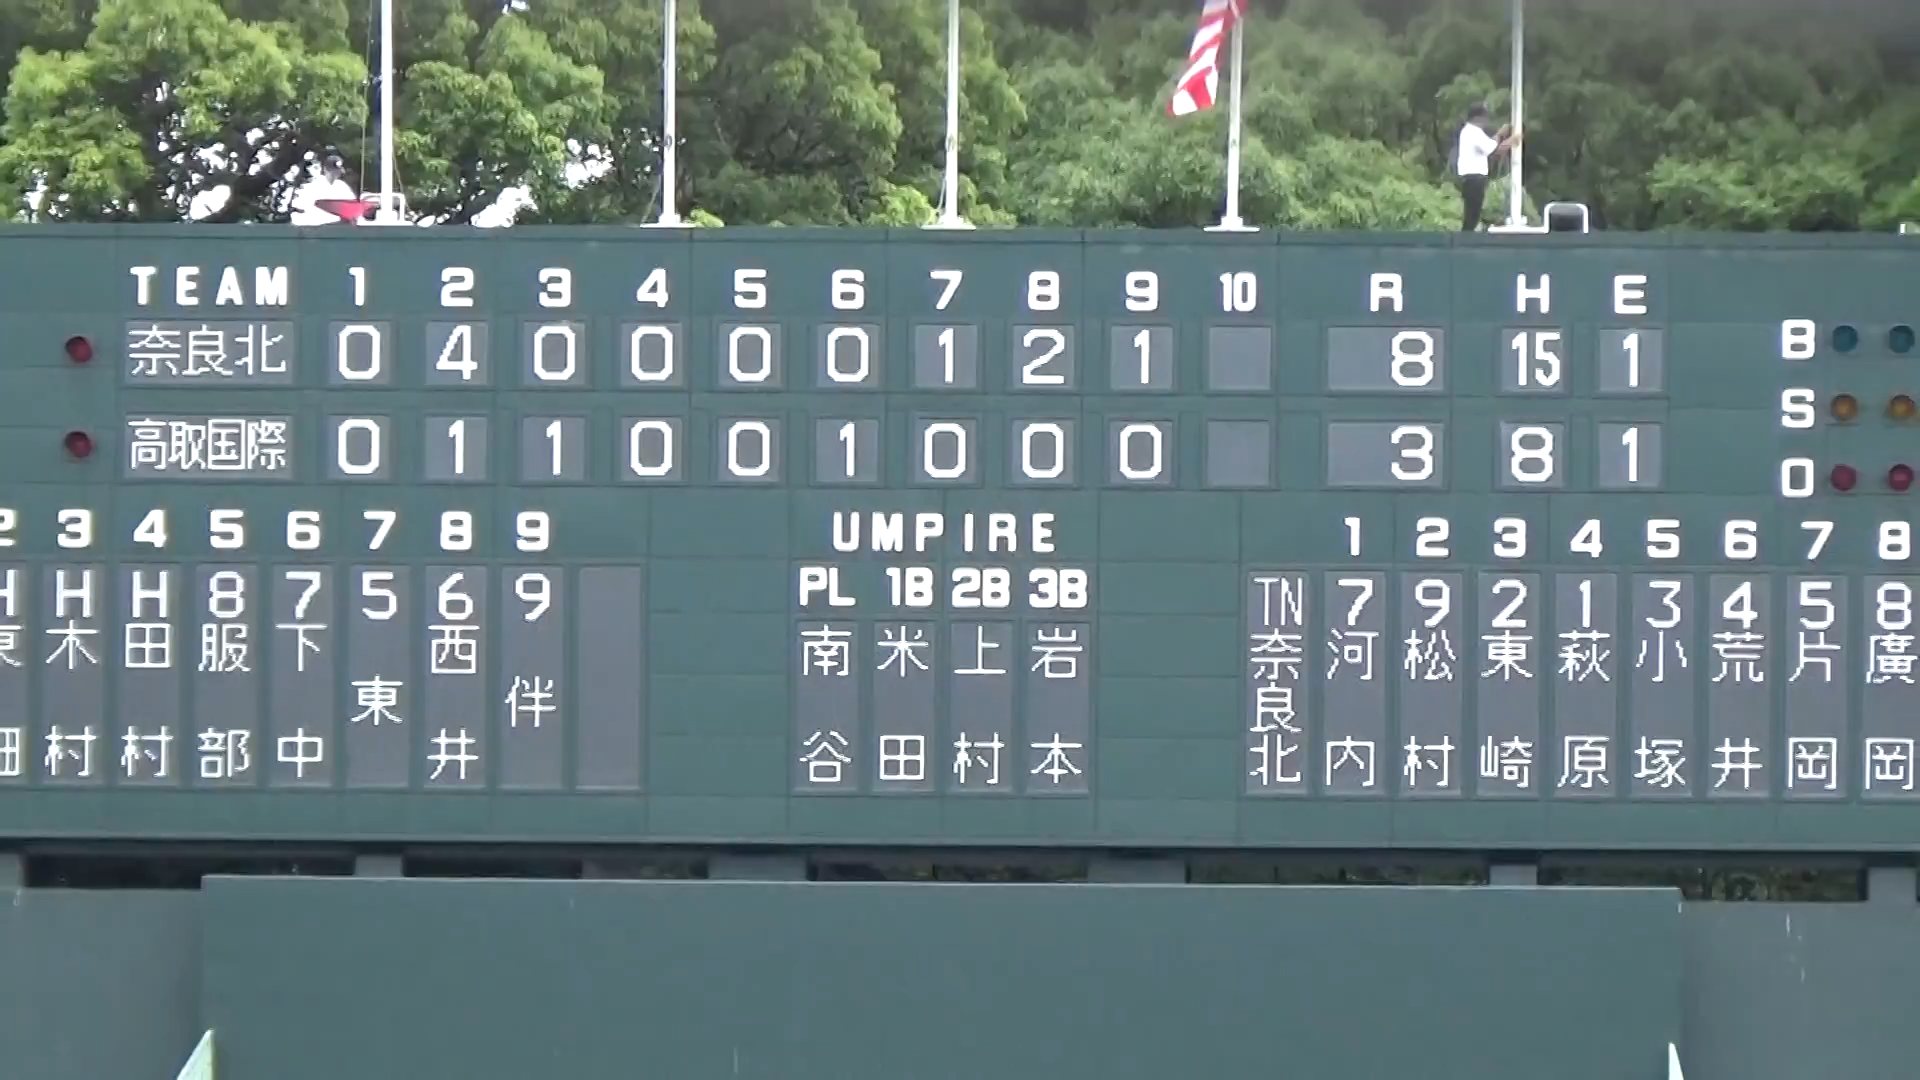 TEAM 1 2 3 4 5 6 7 8 9 10 R H E
奈良北 0 4 0 0 0 0 1 2 1 8 15 1
高取国際 0 1 1 0 0 1 0 0 0 3 8 1
B
S
O
2 3 4 5 6 7 8 9
H H H 8 7 5 6 9
木村
田村
服部
下中
東
西井
伴
UMPIRE
PL 1B 2B 3B
南谷
米田
上村
岩本
1 2 3 4 5 6 7 8
TN 7 9 2 1 3 4 5 8
奈良北
河内
松村
東崎
萩原
小塚
荒井
片岡
廣岡